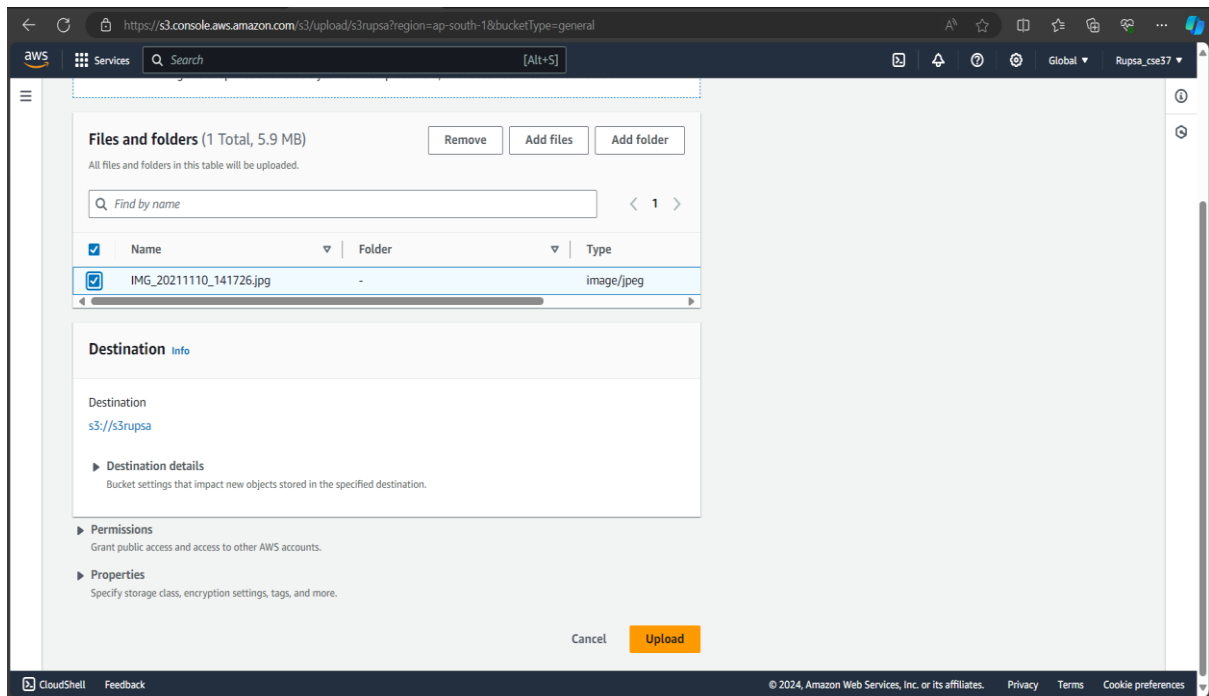 https://s3.console.aws.amazon.com/s3/upload/s3rupsa?region=ap-south-1&bucketType=general
aws Services Search [Alt+S] Global Rupsa_cse37
Files and folders (1 Total, 5.9 MB) Remove Add files Add folder
All files and folders in this table will be uploaded.
Find by name 1
Name Folder Type
IMG_20211110_141726.jpg - image/jpeg
Destination Info
Destination
s3://s3rupsa
Destination details
Bucket settings that impact new objects stored in the specified destination.
Permissions
Grant public access and access to other AWS accounts.
Properties
Specify storage class, encryption settings, tags, and more.
Cancel Upload
CloudShell Feedback © 2024, Amazon Web Services, Inc. or its affiliates. Privacy Terms Cookie preferences